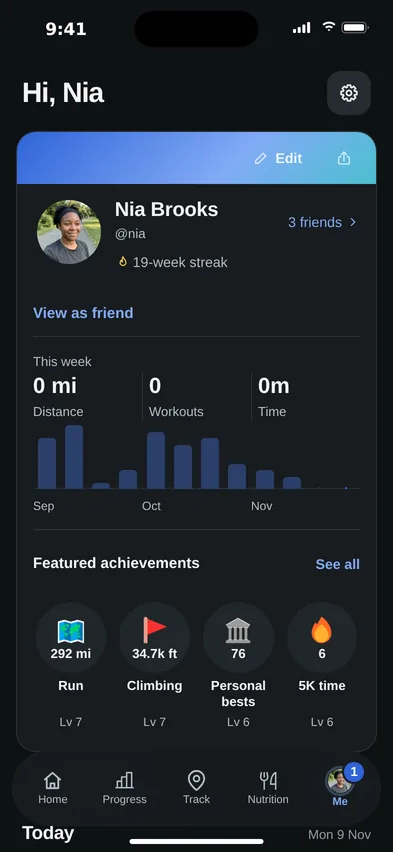 9:41
Hi, Nia
Edit
Nia Brooks
@nia
3 friends
19-week streak
View as friend
This week
0 mi 0 0m
Distance Workouts Time
Sep Oct Nov
Featured achievements See all
292 mi 34.7k ft 76 6
Run Climbing Personal bests 5K time
Lv 7 Lv 7 Lv 6 Lv 6
1
Home Progress Track Nutrition Me
Today Mon 9 Nov